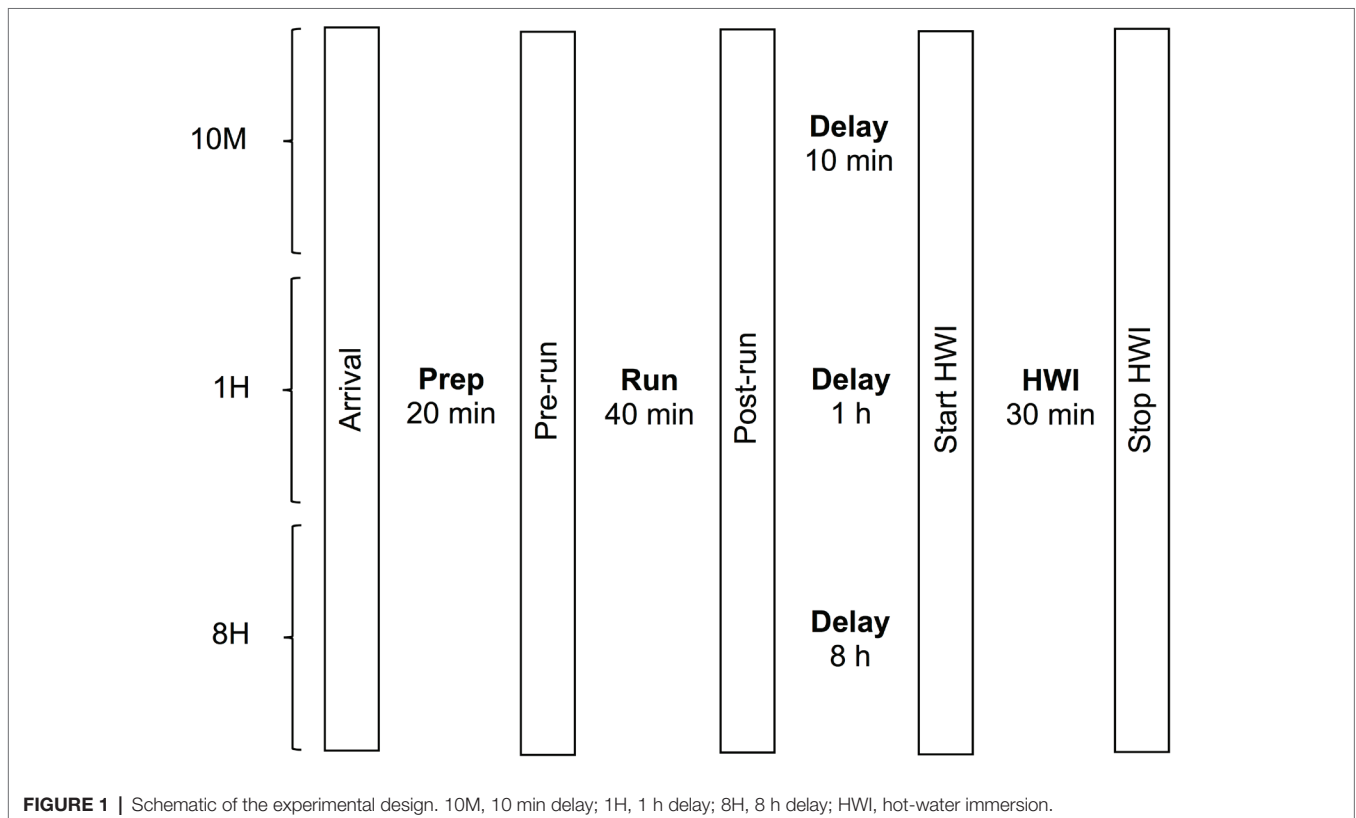 10M
1H
8H
Arrival
Prep
20 min
Pre-run
Run
40 min
Post-run
Delay
10 min
Delay
1 h
Delay
8 h
Start HWI
HWI
30 min
Stop HWI
FIGURE 1 | Schematic of the experimental design. 10M, 10 min delay; 1H, 1 h delay; 8H, 8 h delay; HWI, hot-water immersion.